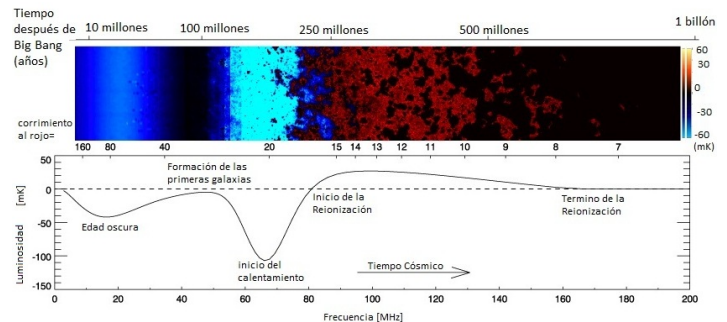 Tiempo
después de
Big Bang
(años)
10 millones
100 millones
250 millones
500 millones
1 billón
60
30
0
-30
-60
(mK)
corrimiento
al rojo=
160 80 40 20 15 14 13 12 11 10 9 8 7
Luminosidad [mK]
50
0
-50
-100
-150
Formación de las
primeras galaxias
Edad oscura
inicio del
calentamiento
Inicio de la
Reionización
Termino de la
Reionización
Tiempo Cósmico
0 20 40 60 80 100 120 140 160 180 200
Frecuencia [MHz]